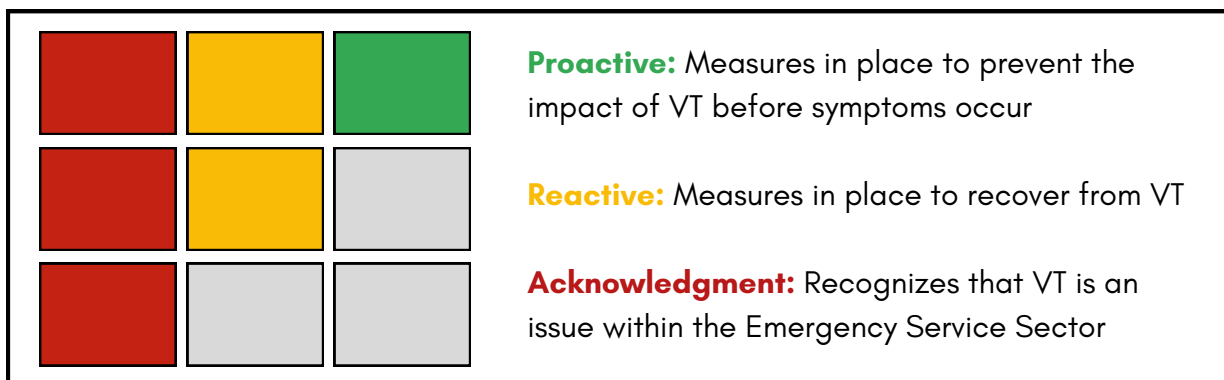 Proactive: Measures in place to prevent the
impact of VT before symptoms occur
Reactive: Measures in place to recover from VT
Acknowledgment: Recognizes that VT is an
issue within the Emergency Service Sector